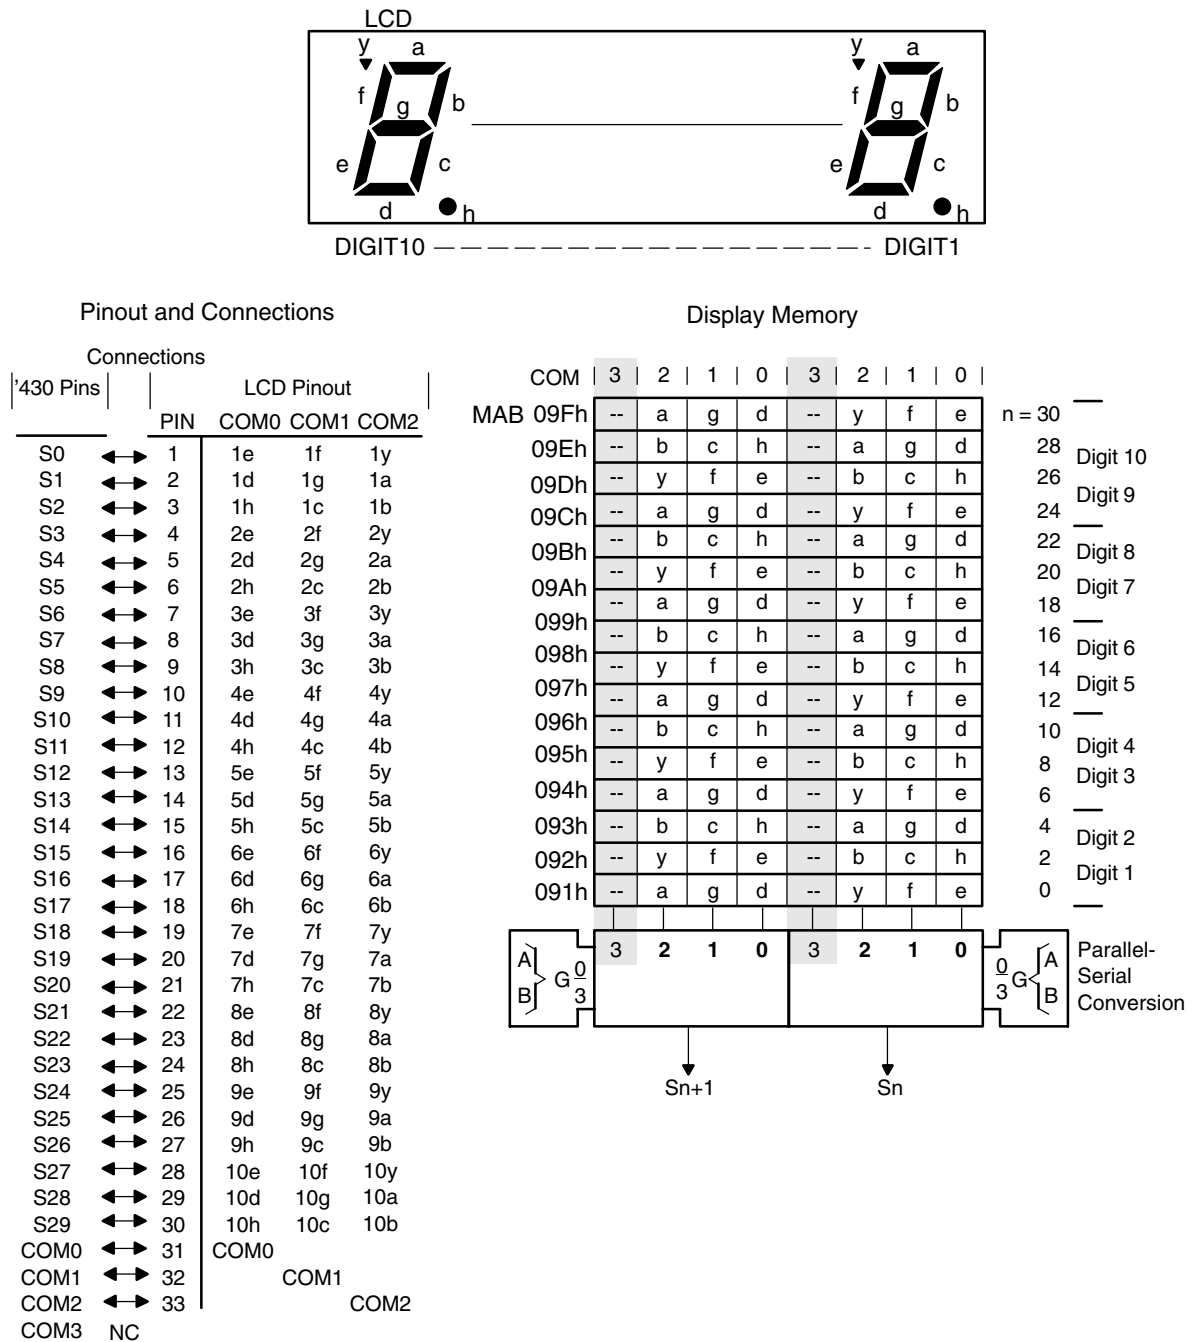 LCD
y a y a
f g b f g b
e c e c
d h d h
DIGIT10 DIGIT1
Pinout and Connections
Connections
'430 Pins LCD Pinout
PIN COM0 COM1 COM2
S0 1 1e 1f 1y
S1 2 1d 1g 1a
S2 3 1h 1c 1b
S3 4 2e 2f 2y
S4 5 2d 2g 2a
S5 6 2h 2c 2b
S6 7 3e 3f 3y
S7 8 3d 3g 3a
S8 9 3h 3c 3b
S9 10 4e 4f 4y
S10 11 4d 4g 4a
S11 12 4h 4c 4b
S12 13 5e 5f 5y
S13 14 5d 5g 5a
S14 15 5h 5c 5b
S15 16 6e 6f 6y
S16 17 6d 6g 6a
S17 18 6h 6c 6b
S18 19 7e 7f 7y
S19 20 7d 7g 7a
S20 21 7h 7c 7b
S21 22 8e 8f 8y
S22 23 8d 8g 8a
S23 24 8h 8c 8b
S24 25 9e 9f 9y
S25 26 9d 9g 9a
S26 27 9h 9c 9b
S27 28 10e 10f 10y
S28 29 10d 10g 10a
S29 30 10h 10c 10b
COM0 31 COM0
COM1 32 COM1
COM2 33 COM2
COM3 NC
Display Memory
COM 3 2 1 0 3 2 1 0
MAB 09Fh -- a g d -- y f e n = 30
09Eh -- b c h -- a g d 28 Digit 10
09Dh -- y f e -- b c h 26 Digit 9
09Ch -- a g d -- y f e 24
09Bh -- b c h -- a g d 22 Digit 8
09Ah -- y f e -- b c h 20 Digit 7
099h -- a g d -- y f e 18
098h -- b c h -- a g d 16 Digit 6
097h -- y f e -- b c h 14 Digit 5
096h -- a g d -- y f e 12
095h -- b c h -- a g d 10 Digit 4
094h -- y f e -- b c h 8 Digit 3
-- a g d -- y f e 6
093h -- b c h -- a g d 4 Digit 2
092h -- y f e -- b c h 2 Digit 1
091h -- a g d -- y f e 0
3 2 1 0 3 2 1 0
A B G 0 3
0 3 G A B
Parallel-
Serial
Conversion
Sn+1 Sn